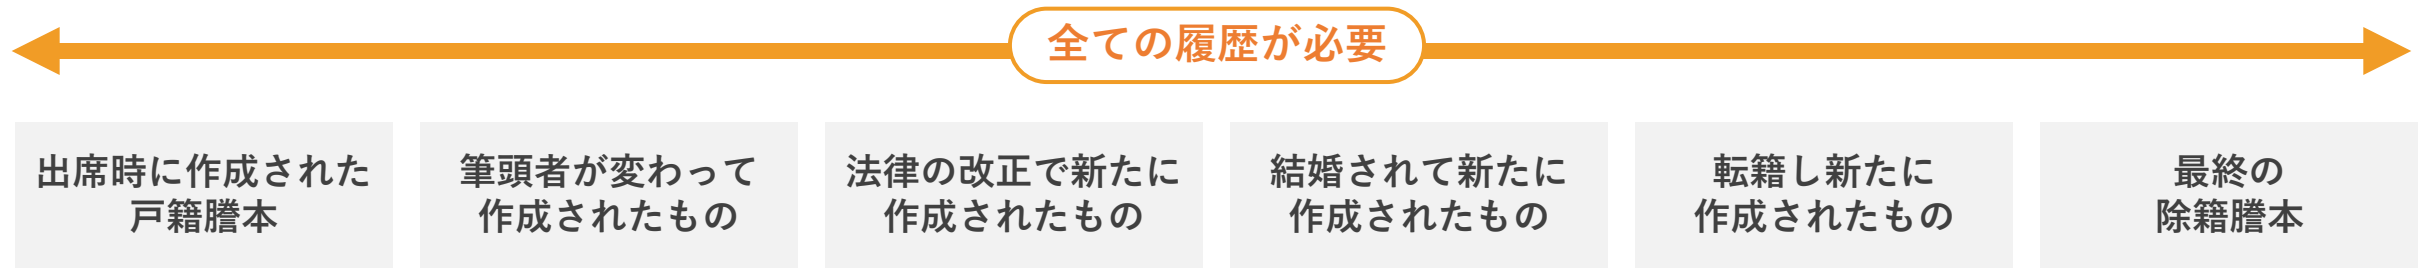 全ての履歴が必要
出席時に作成された
戸籍謄本
筆頭者が変わって
作成されたもの
法律の改正で新たに
作成されたもの
結婚されて新たに
作成されたもの
転籍し新たに
作成されたもの
最終の
除籍謄本